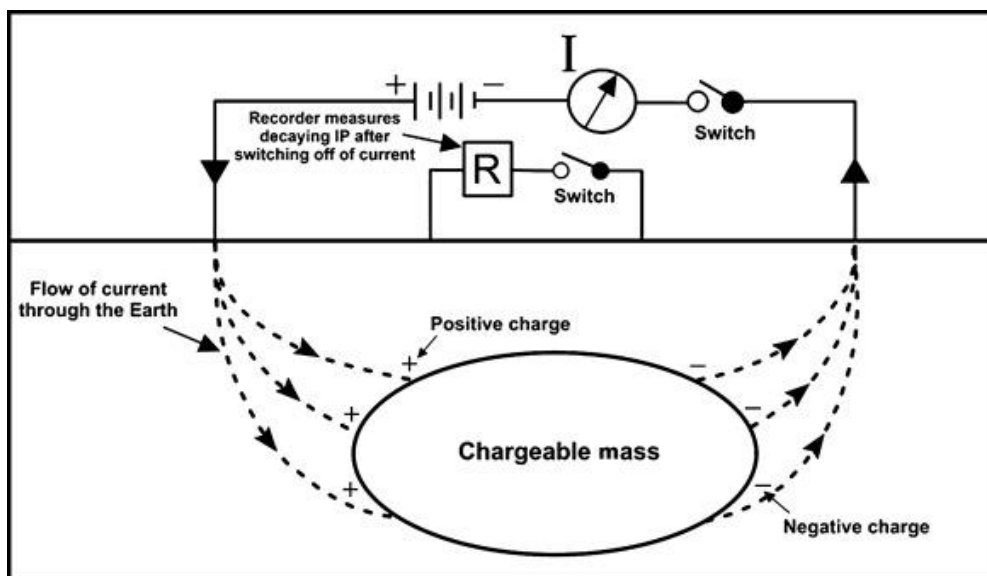 I
+
−
Recorder measures
decaying IP after
switching off of current
Switch
R
Switch
Flow of current
through the Earth
Positive charge
+
−
+
−
Chargeable mass
+
−
Negative charge